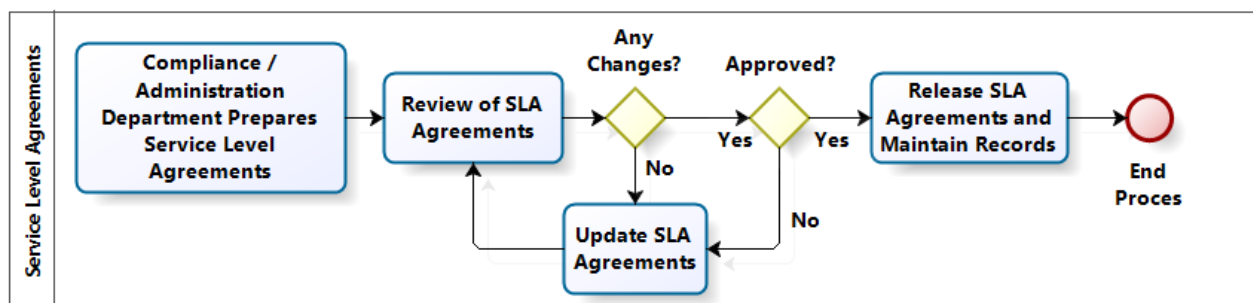 Service Level Agreements
Compliance /
Administration
Department Prepares
Service Level
Agreements
Review of SLA
Agreements
Any
Changes?
Yes
No
Approved?
Yes
No
Update SLA
Agreements
Release SLA
Agreements and
Maintain Records
End
Proces